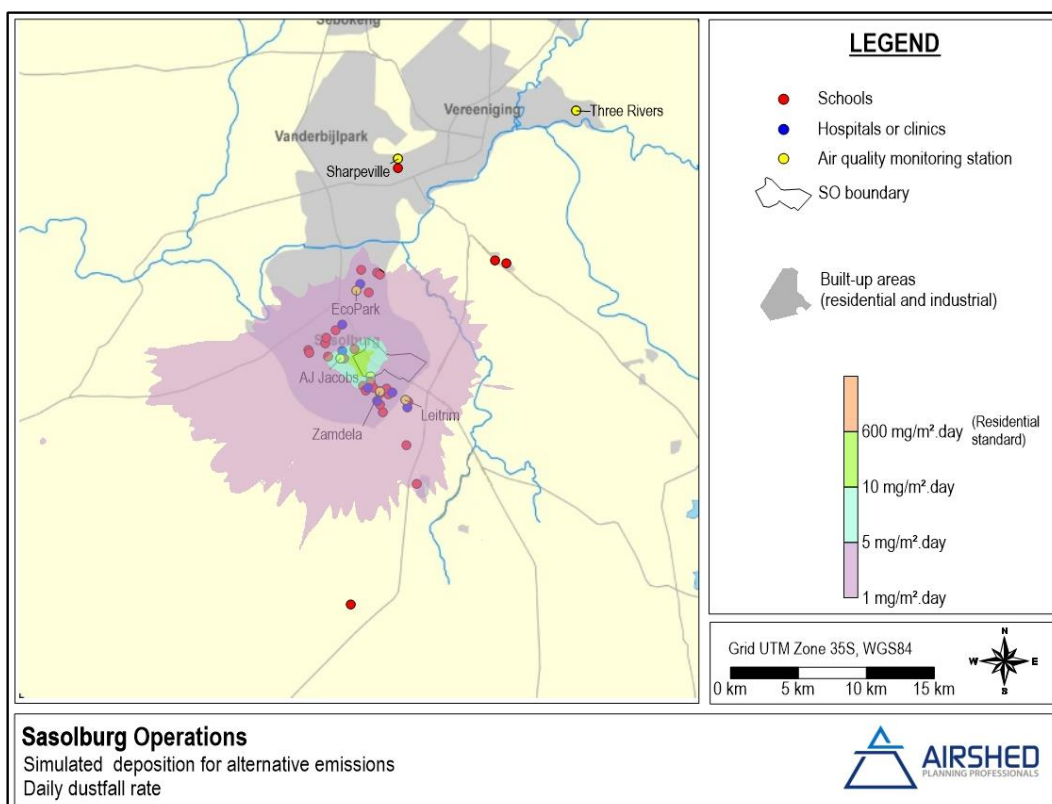 Sebokeng
Vereeniging
Three Rivers
Vanderbijlpark
Sharpeville
EcoPark
Sasolburg
AJ Jacobs
Leitrim
Zamdela
LEGEND
Schools
Hospitals or clinics
Air quality monitoring station
SO boundary
Built-up areas
(residential and industrial)
600 mg/m².day (Residential
standard)
10 mg/m².day
5 mg/m².day
1 mg/m².day
Grid UTM Zone 35S, WGS84
N
W E
S
0 km 5 km 10 km 15 km
Sasolburg Operations
Simulated deposition for alternative emissions
Daily dustfall rate
AIRSHED
PLANNING PROFESSIONALS